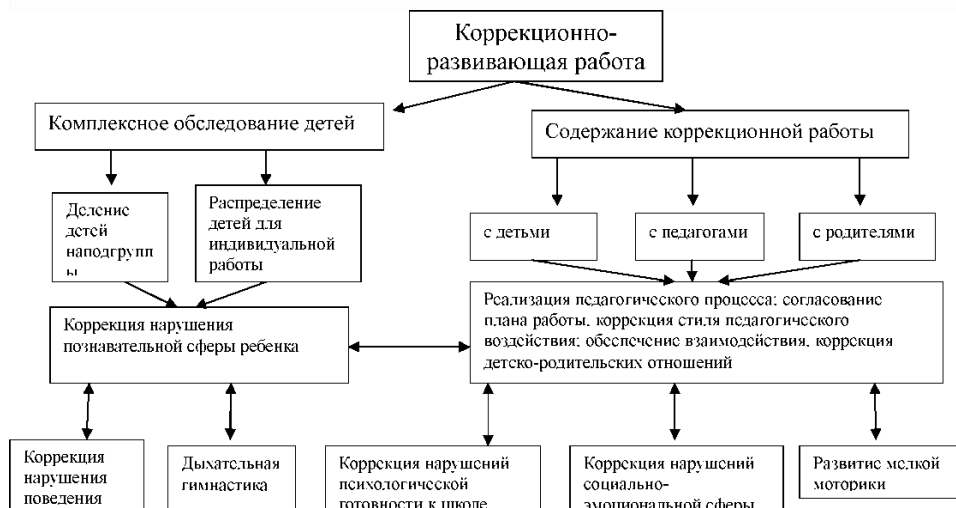 Коррекционно-
развивающая работа
Комплексное обследование детей
Содержание коррекционной работы
Деление
детей
наподгрупп
ы
Распределение
детей для
индивидуальной
работы
с детьми
с педагогами
с родителями
Коррекция нарушения
познавательной сферы ребенка
Реализация педагогического процесса; согласование
плана работы, коррекция стиля педагогического
воздействия; обеспечение взаимодействия, коррекция
детско-родительских отношений
Коррекция
нарушения
поведения
Дыхательная
гимнастика
Коррекция нарушений
психологической
готовности к школе
Коррекция нарушений
социально-
эмоциональной сферы
Развитие мелкой
моторики